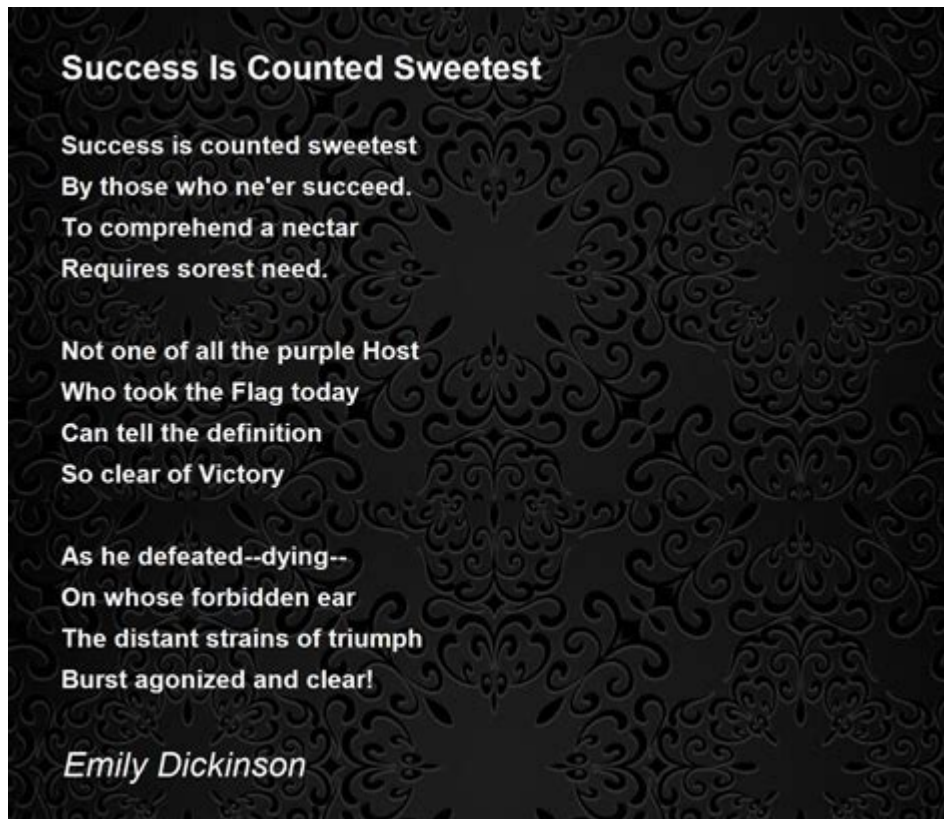 Success Is Counted Sweetest
Success is counted sweetest
By those who ne'er succeed.
To comprehend a nectar
Requires sorest need.
Not one of all the purple Host
Who took the Flag today
Can tell the definition
So clear of Victory
As he defeated--dying--
On whose forbidden ear
The distant strains of triumph
Burst agonized and clear!
Emily Dickinson